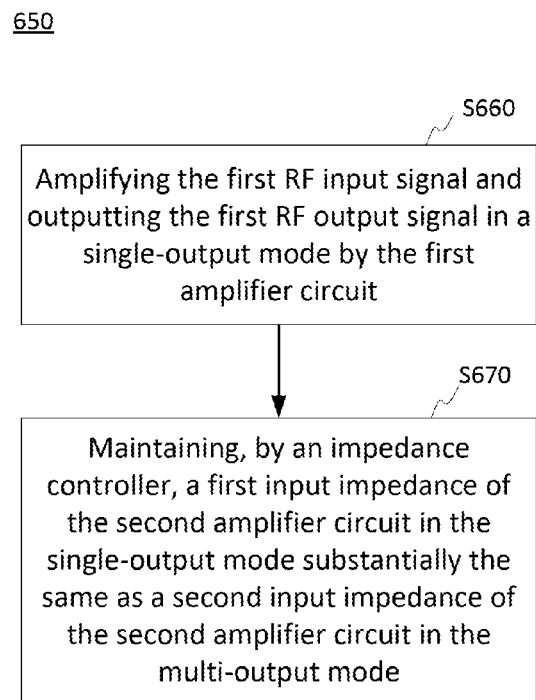 650
S660
Amplifying the first RF input signal and
outputting the first RF output signal in a
single-output mode by the first
amplifier circuit
S670
Maintaining, by an impedance
controller, a first input impedance of
the second amplifier circuit in the
single-output mode substantially the
same as a second input impedance of
the second amplifier circuit in the
multi-output mode